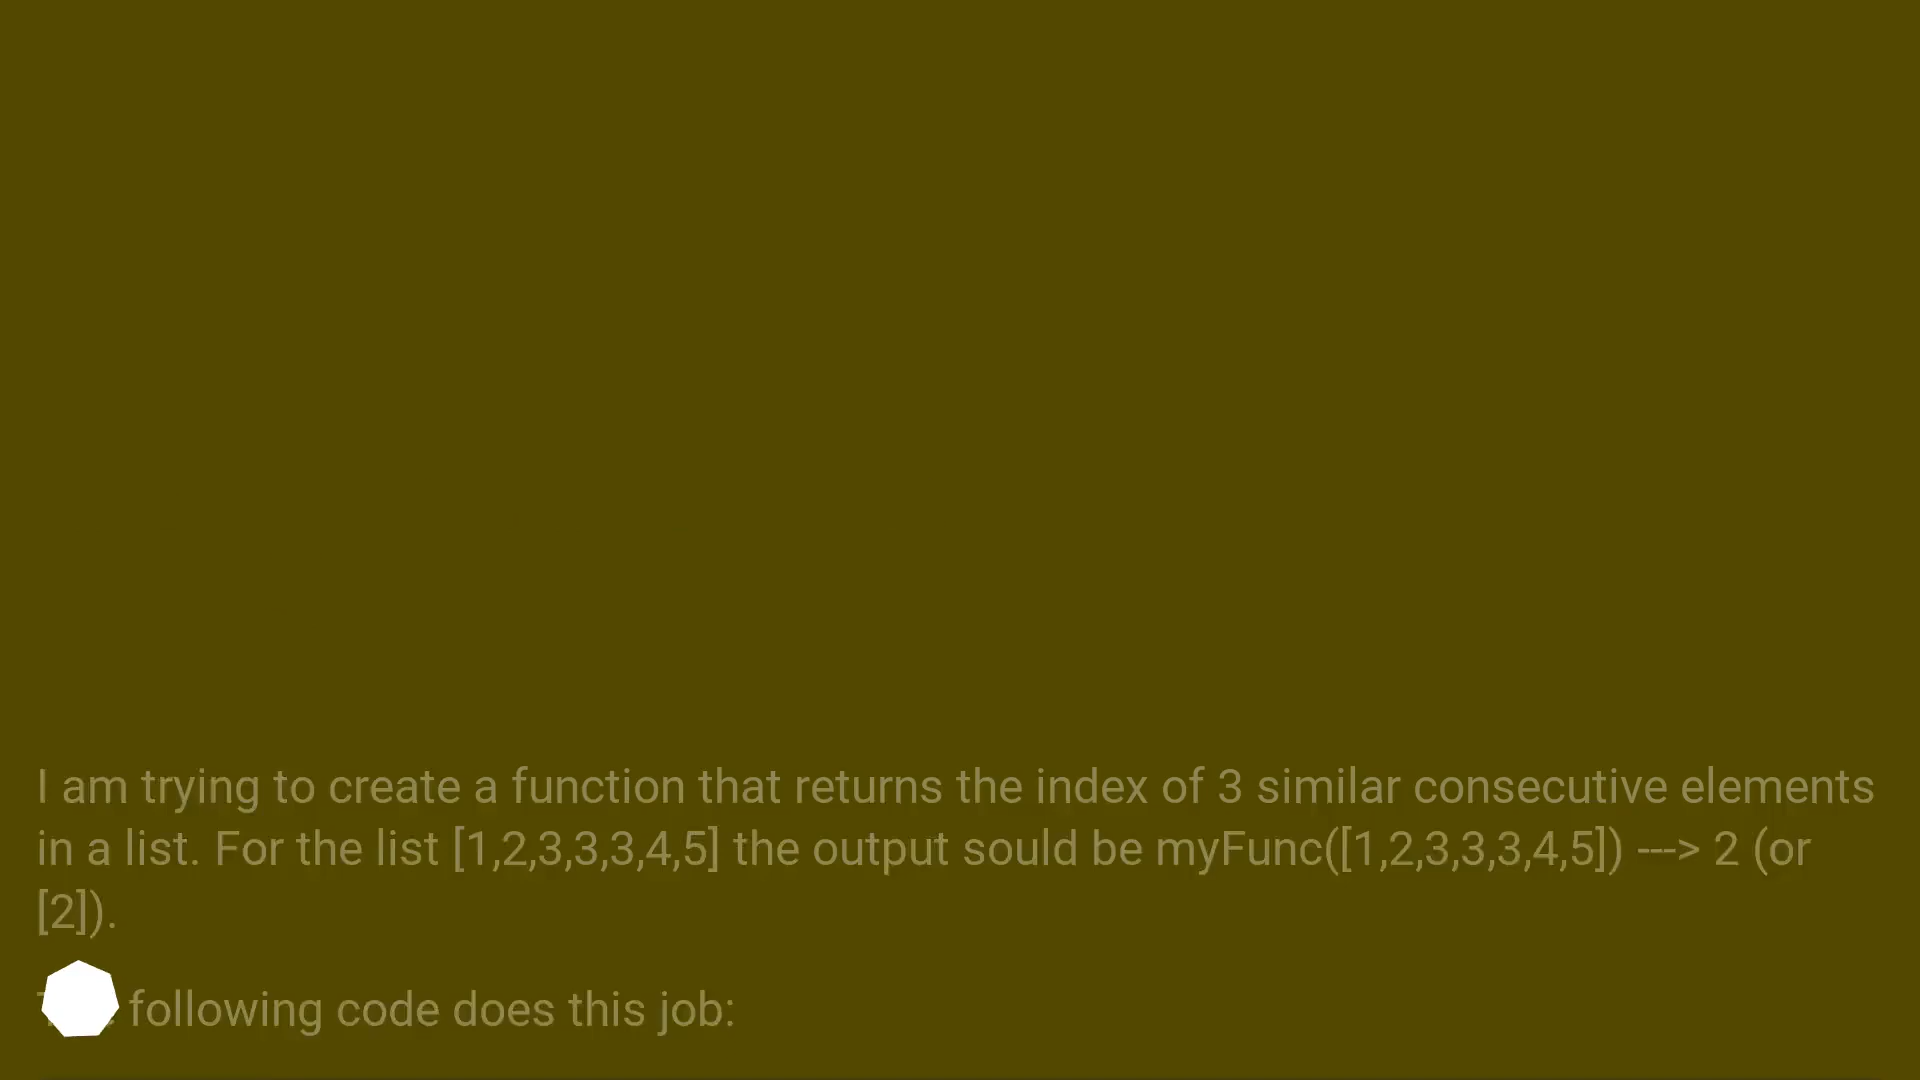 I am trying to create a function that returns the index of 3 similar consecutive elements
in a list. For the list [1,2,3,3,3,4,5] the output sould be myFunc([1,2,3,3,3,4,5]) ---> 2 (or
[2]).
following code does this job: